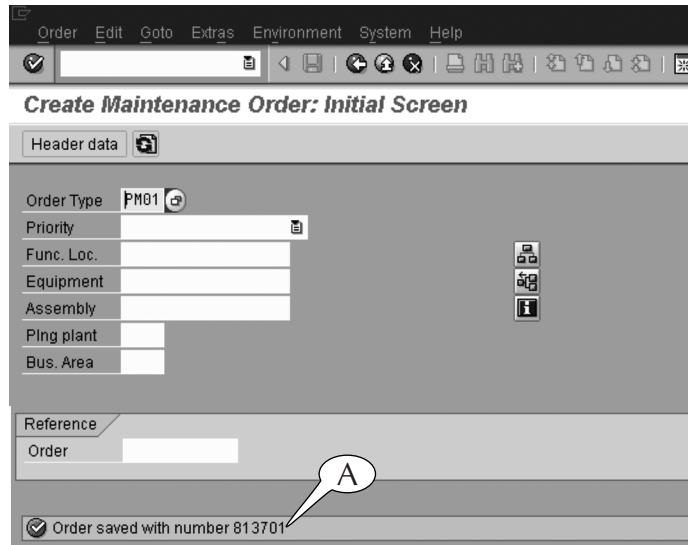 Order Edit Goto Extras Environment System Help
Create Maintenance Order: Initial Screen
Header data
Order Type PM01
Priority
Func. Loc.
Equipment
Assembly
Plng plant
Bus. Area
Reference
Order
A
Order saved with number 813701